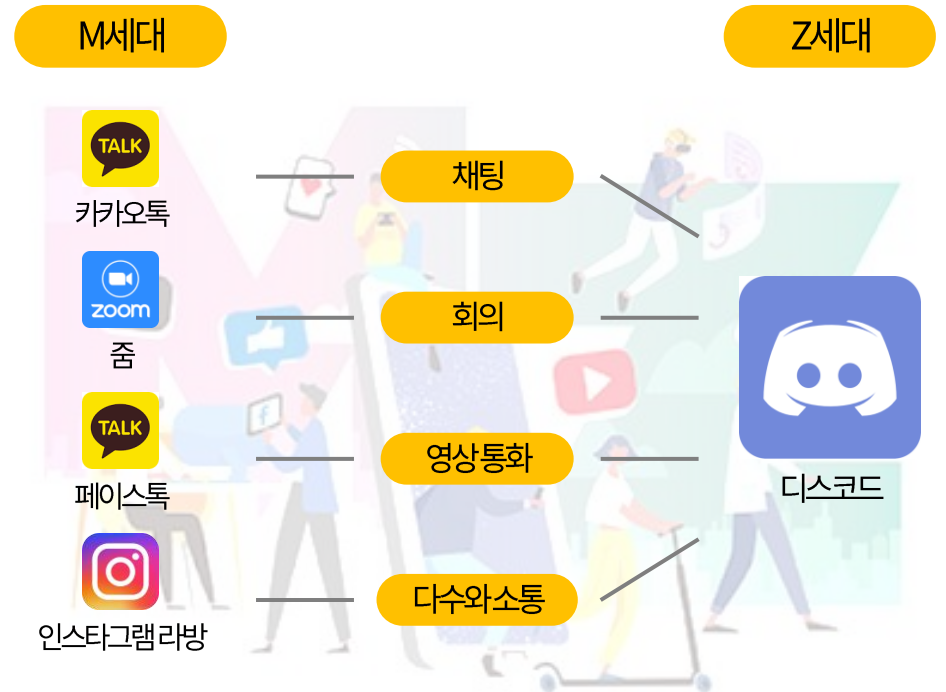 M세대
Z세대
TALK
카카오톡
채팅
zoom
줌
회의
TALK
페이스톡
영상 통화
디스코드
인스타그램 라방
다수와 소통